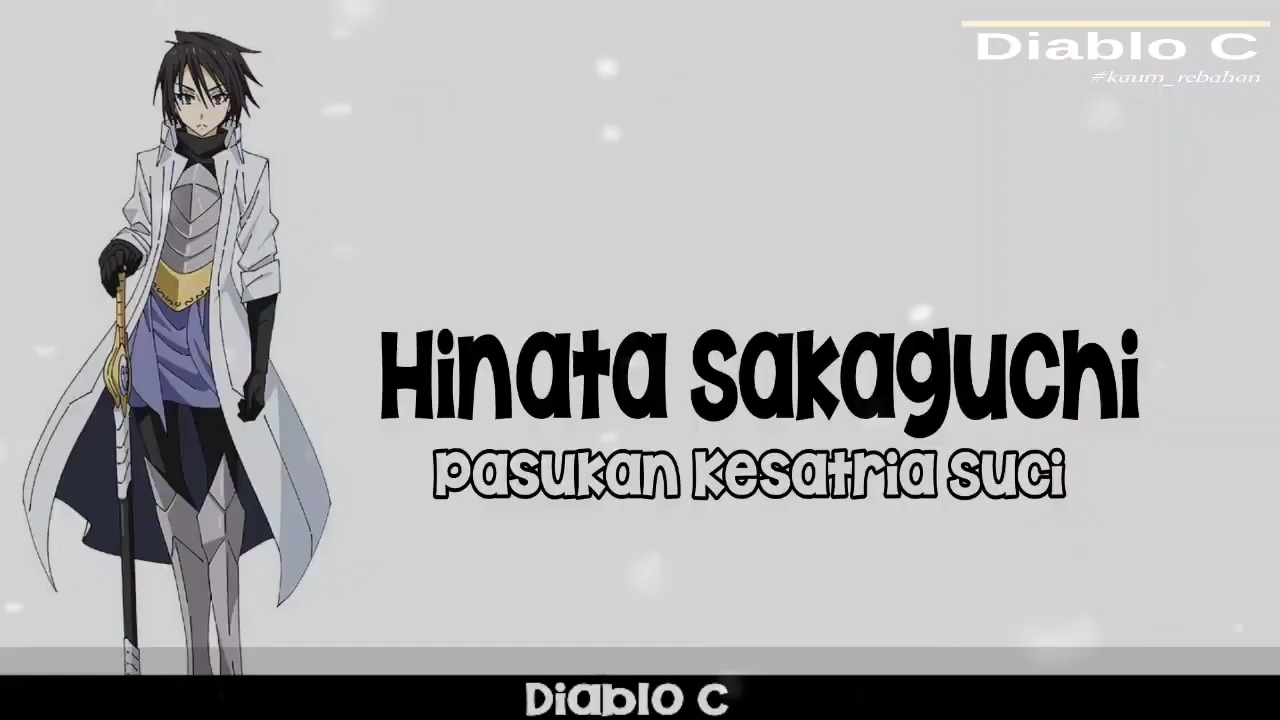 Diablo C
#kaum_rebahan
Hinata Sakaguchi
Pasukan Kesatria Suci
Diablo C